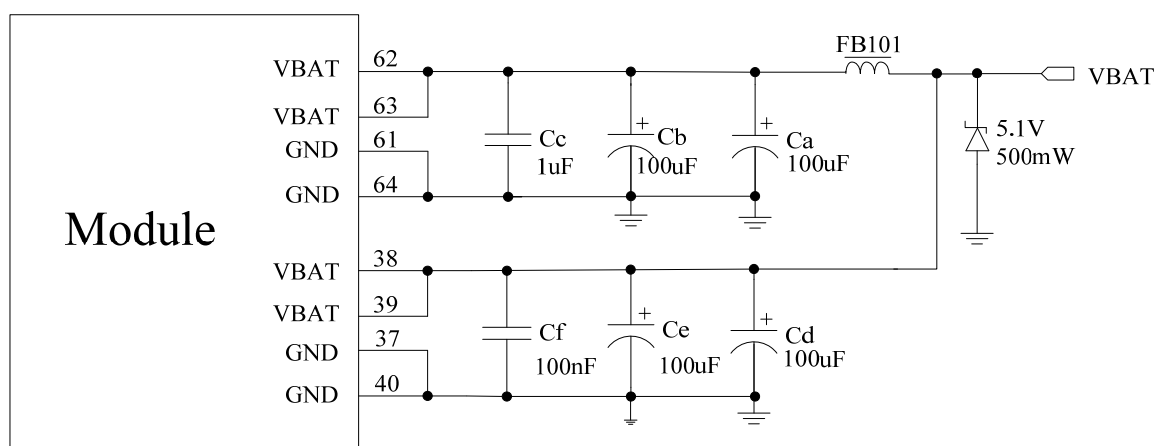 FB101
62
VBAT
VBAT
63
VBAT
GND
61
+
+
Cc
1uF
Cb
100uF
Ca
100uF
5.1V
500mW
GND
64
Module
VBAT
38
VBAT
39
GND
37
+
+
Cf
100nF
Ce
100uF
Cd
100uF
GND
40